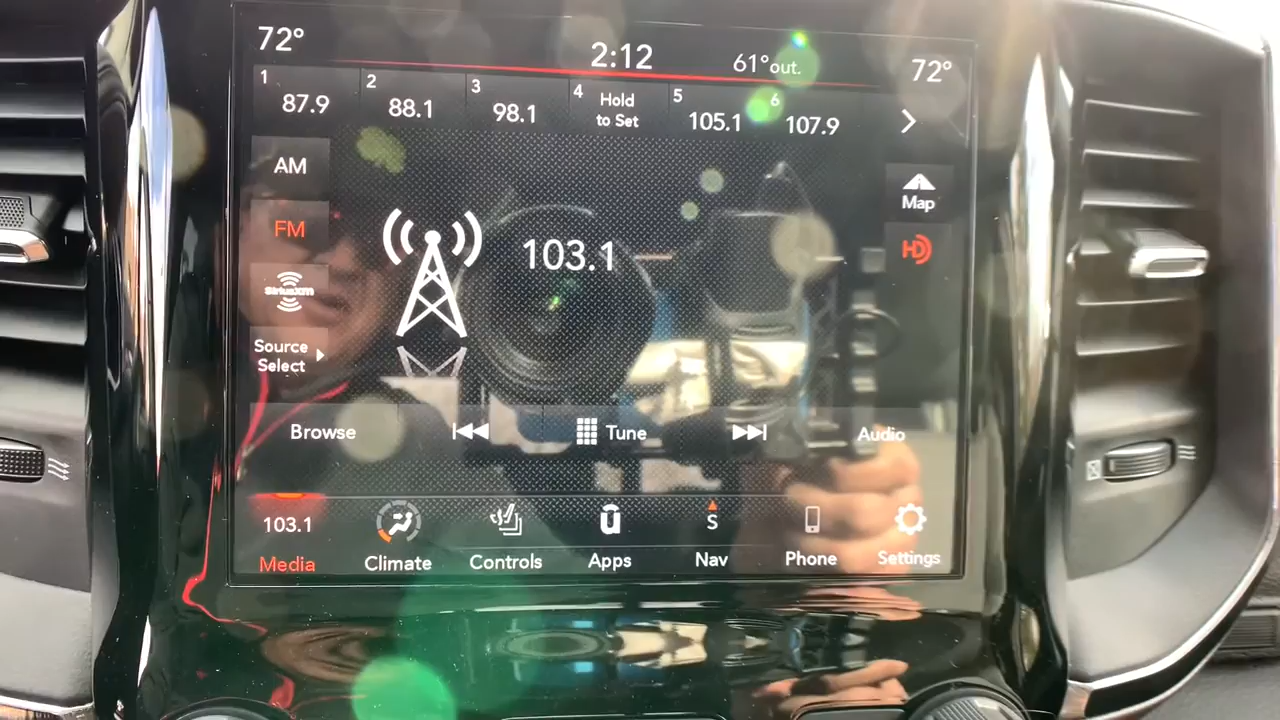 72°
2:12
61°out.
72°
1
87.9
2
88.1
3
98.1
4
Hold
to Set
5
105.1
6
107.9
AM
FM
SiriusXM
Source
Select
103.1
Map
HD
Browse
Tune
Audio
103.1
Media
Climate
Controls
u
Apps
S
Nav
Phone
Settings